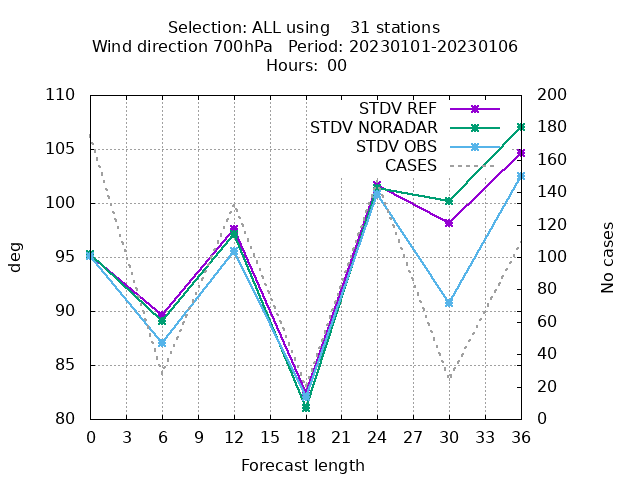 Selection: ALL using    31 stations
Wind direction 700hPa   Period: 20230101-20230106
Hours: 00
110
105
100
95
90
85
80
deg
200
180
160
140
120
100
80
60
40
20
0
No cases
STDV REF
STDV NORADAR
STDV OBS
CASES
0 3 6 9 12 15 18 21 24 27 30 33 36
Forecast length